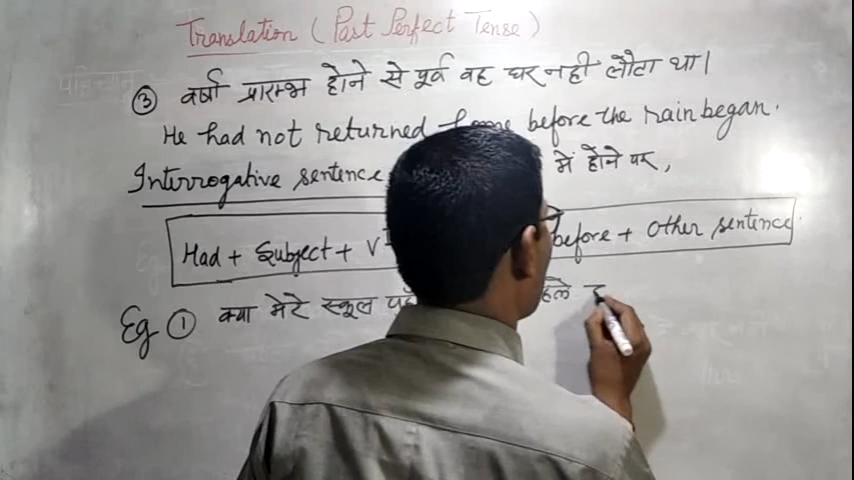 Translation (Past Perfect Tense)
③ वर्षा प्रारम्भ होने से पूर्व वह घर नही लौटा था।
He had not returned before the rain began.
Interrogative sentence में होने पर,
Had + Subject + V before + Other sentence
Eg ① क्या मेरे स्कूल